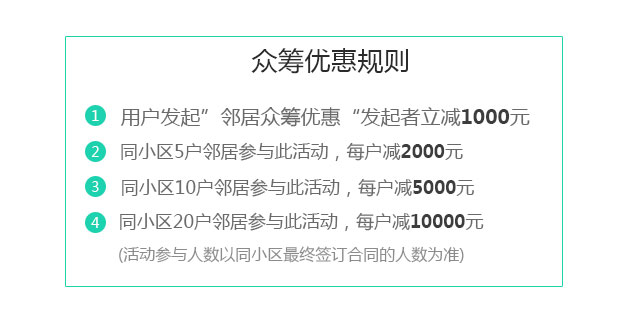 众筹优惠规则
1 用户发起”邻居众筹优惠“发起者立减1000元
2 同小区5户邻居参与此活动，每户减2000元
3 同小区10户邻居参与此活动，每户减5000元
4 同小区20户邻居参与此活动，每户减10000元
(活动参与人数以同小区最终签订合同的人数为准)